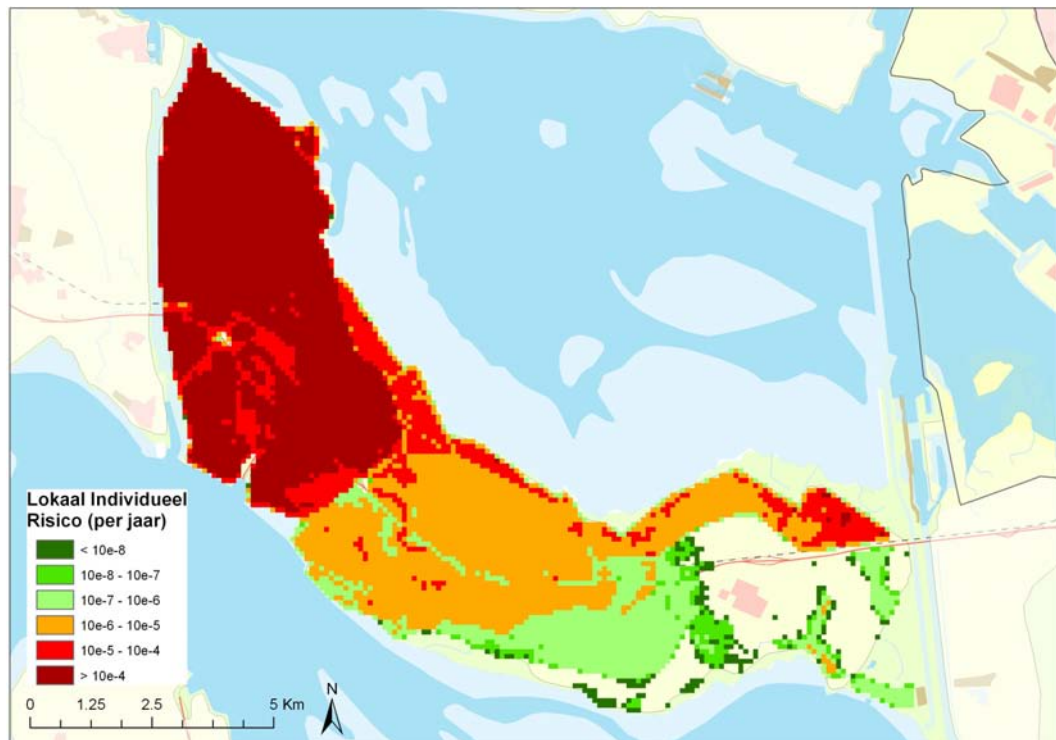 Lokaal Individueel
Risico (per jaar)
< 10e-8
10e-8 - 10e-7
10e-7 - 10e-6
10e-6 - 10e-5
10e-5 - 10e-4
> 10e-4
0 1.25 2.5 5 Km
N